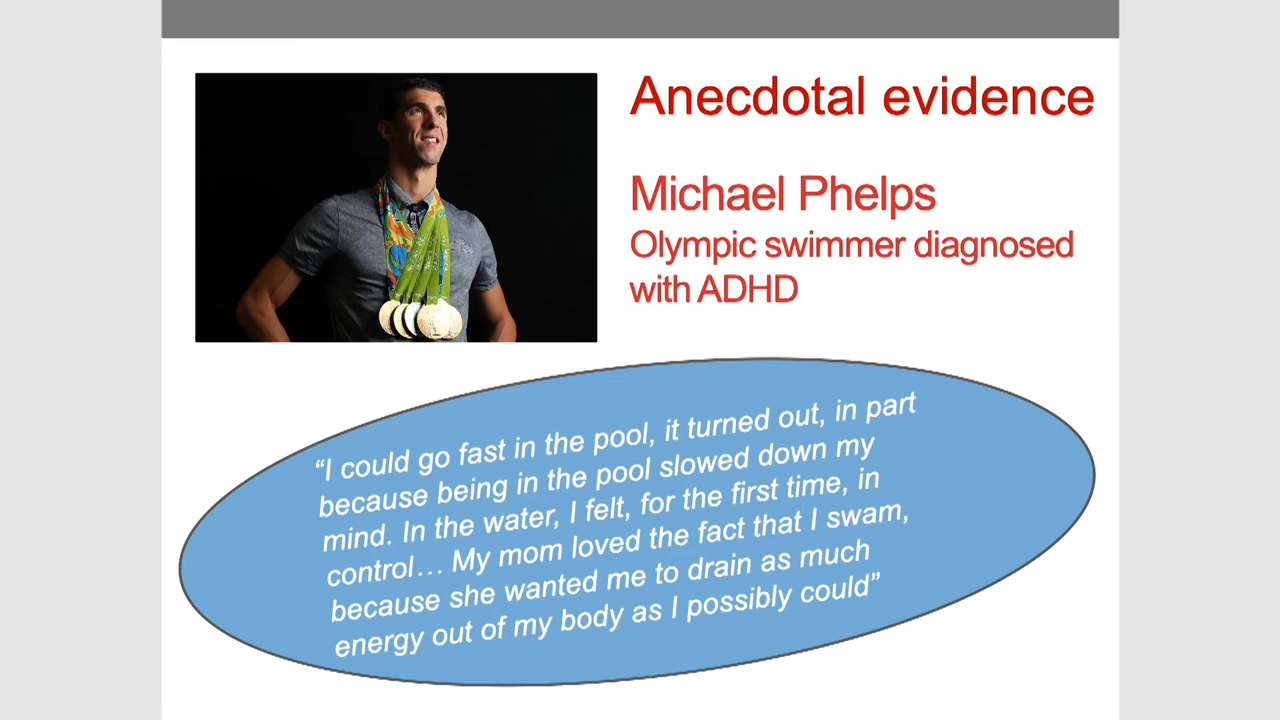 Anecdotal evidence
Michael Phelps
Olympic swimmer diagnosed
with ADHD
“I could go fast in the pool, it turned out, in part
because being in the pool slowed down my
mind. In the water, I felt, for the first time, in
control… My mom loved the fact that I swam,
because she wanted me to drain as much
energy out of my body as I possibly could”